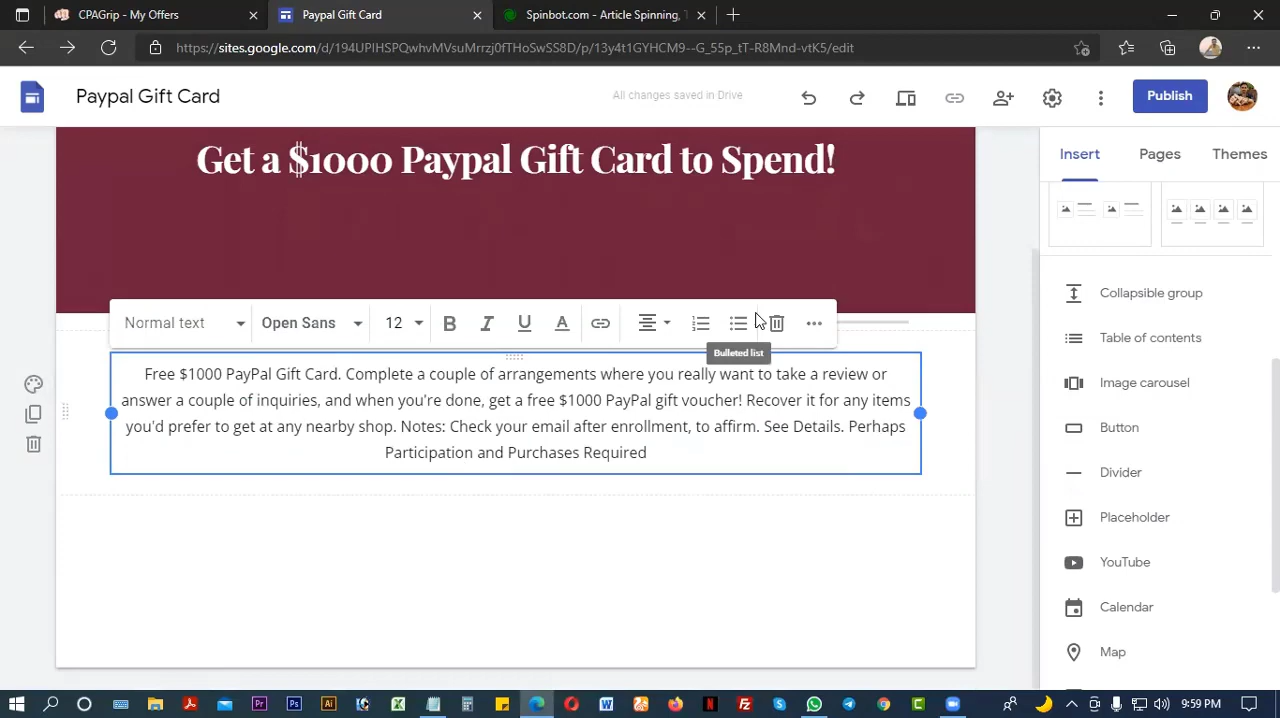 CPAGrip - My Offers
Paypal Gift Card
Spinbot.com - Article Spinning,
https://sites.google.com/d/194UPIHSPQwhvMVsuMrrzj0fTHoSwSS8D/p/13y4t1GYHCM9--G_55p_tT-R8Mnd-vtK5/edit
Paypal Gift Card
All changes saved in Drive
Publish
Get a $1000 Paypal Gift Card to Spend!
Insert
Pages
Themes
Normal text
Open Sans
12
B
I
U
A
Bulleted list
Free $1000 PayPal Gift Card. Complete a couple of arrangements where you really want to take a review or
answer a couple of inquiries, and when you're done, get a free $1000 PayPal gift voucher! Recover it for any items
you'd prefer to get at any nearby shop. Notes: Check your email after enrollment, to affirm. See Details. Perhaps
Participation and Purchases Required
Collapsible group
Table of contents
Image carousel
Button
Divider
Placeholder
YouTube
Calendar
Map
9:59 PM